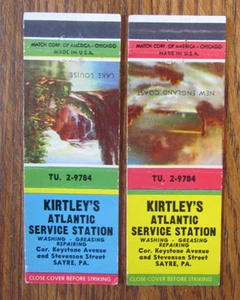 MATCH CORP. OF AMERICA - CHICAGO
MADE IN U.S.A.
LAKE LOUISE
TU. 2-9784
KIRTLEY'S
ATLANTIC
SERVICE STATION
WASHING - GREASING
REPAIRING
Cor. Keystone Avenue
and Stevenson Street
SAYRE, PA.
CLOSE COVER BEFORE STRIKING
MATCH CORP. OF AMERICA - CHICAGO
MADE IN U.S.A.
NEW ENGLAND COAST
TU. 2-9784
KIRTLEY'S
ATLANTIC
SERVICE STATION
WASHING - GREASING
REPAIRING
Cor. Keystone Avenue
and Stevenson Street
SAYRE, PA.
CLOSE COVER BEFORE STRIKING